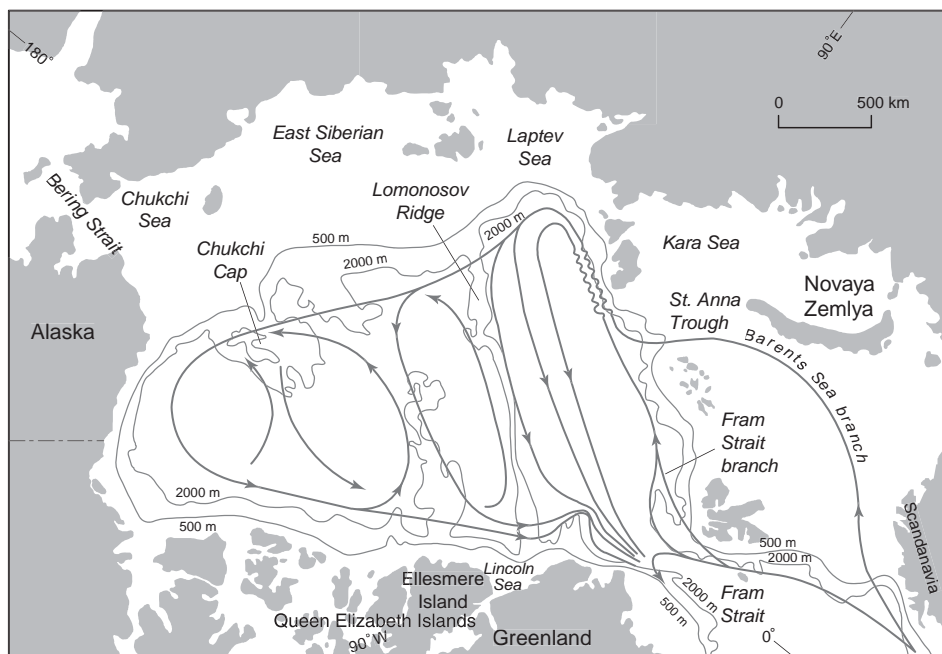 180°
90°E
0
500 km
East Siberian
Sea
Laptev
Sea
Bering Strait
Chukchi
Sea
Lomonosov
Ridge
2000 m
500 m
Kara Sea
Chukchi
Cap
2000 m
Novaya
Zemlya
St. Anna
Trough
Alaska
Barents Sea branch
Fram
Strait
branch
2000 m
500 m
Scandanavia
500 m
2000 m
Lincoln
Sea
Ellesmere
Island
Queen Elizabeth Islands
90°W
Greenland
2000 m
500 m
Fram
Strait
0°